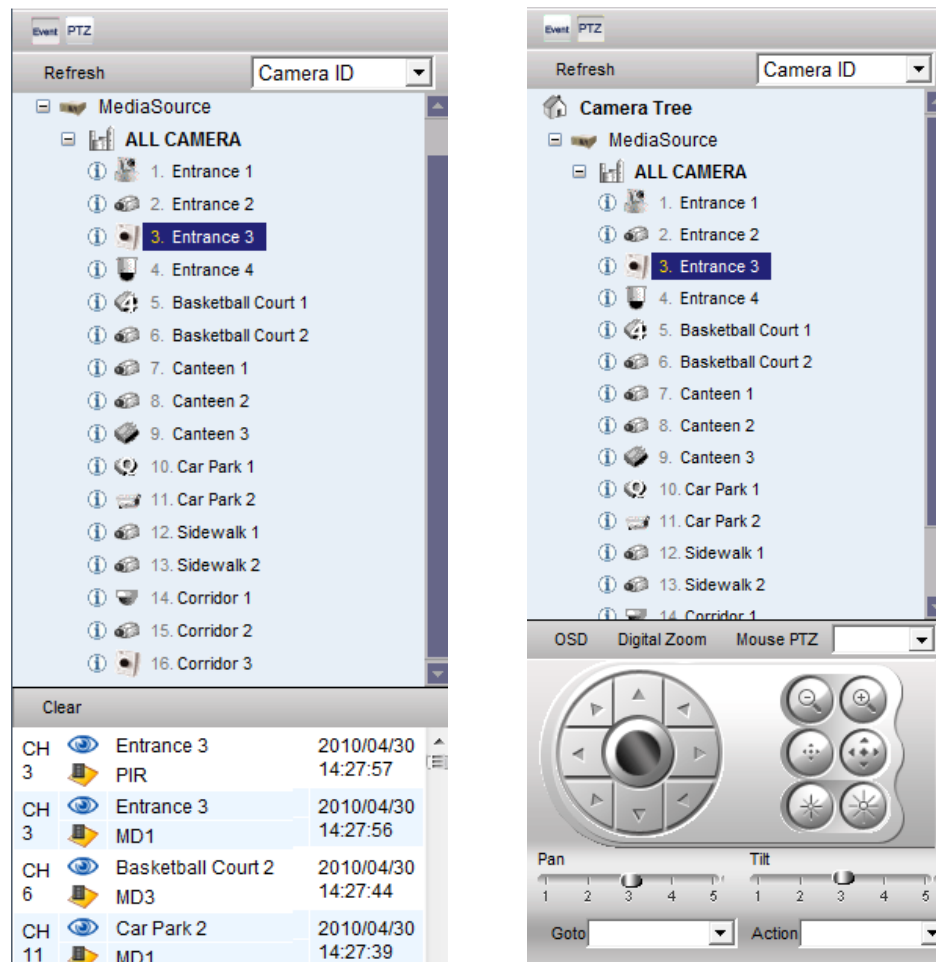 Event PTZ
Refresh Camera ID
MediaSource
ALL CAMERA
1. Entrance 1
2. Entrance 2
3. Entrance 3
4. Entrance 4
5. Basketball Court 1
6. Basketball Court 2
7. Canteen 1
8. Canteen 2
9. Canteen 3
10. Car Park 1
11. Car Park 2
12. Sidewalk 1
13. Sidewalk 2
14. Corridor 1
15. Corridor 2
16. Corridor 3
Clear
CH Entrance 3 2010/04/30
3 PIR 14:27:57
CH Entrance 3 2010/04/30
3 MD1 14:27:56
CH Basketball Court 2 2010/04/30
6 MD3 14:27:44
CH Car Park 2 2010/04/30
11 MD1 14:27:39
Event PTZ
Refresh Camera ID
Camera Tree
MediaSource
ALL CAMERA
1. Entrance 1
2. Entrance 2
3. Entrance 3
4. Entrance 4
5. Basketball Court 1
6. Basketball Court 2
7. Canteen 1
8. Canteen 2
9. Canteen 3
10. Car Park 1
11. Car Park 2
12. Sidewalk 1
13. Sidewalk 2
14. Corridor 1
OSD Digital Zoom Mouse PTZ
Pan Tilt
1 2 3 4 5 1 2 3 4 5
Goto Action